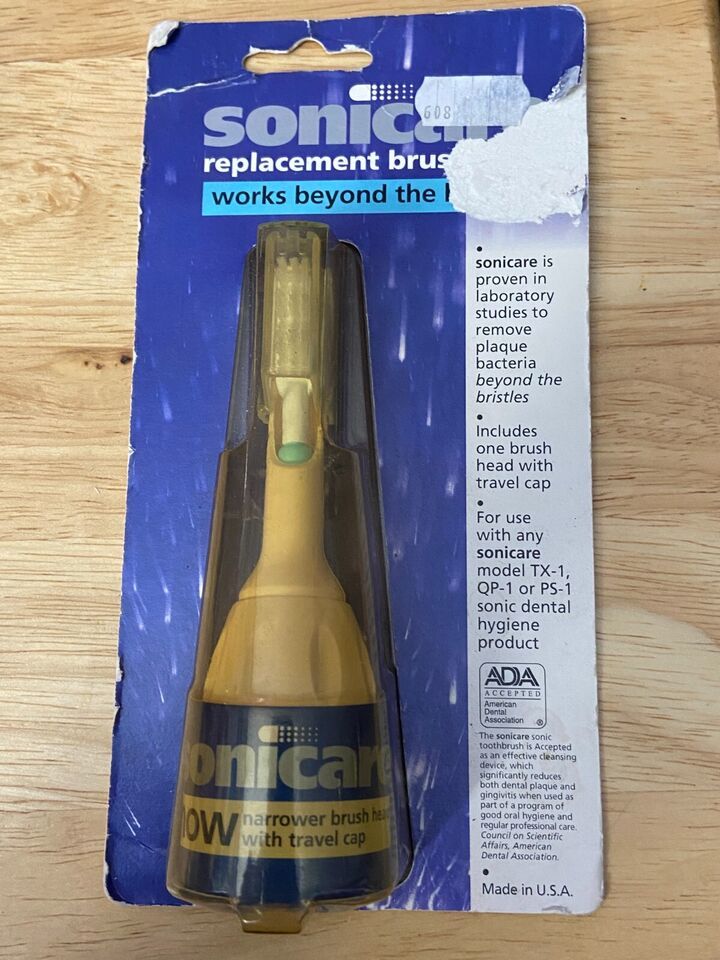 608
replacement
works beyond the
sonicare is
proven in
laboratory
studies to
remove
plaque
bacteria
beyond the
bristles
Includes
one brush
head with
travel cap
For use
with any
sonicare
model TX-1,
QP-1 or PS-1
sonic dental
hygiene
product
ADA
ACCEPTED
American
Dental
Association ®
The sonicare sonic
toothbrush is Accepted
as an effective cleansing
device, which
significantly reduces
both dental plaque and
gingivitis when used as
part of a program of
good oral hygiene and
regular professional care.
Council on Scientific
Affairs, American
Dental Association.
Made in U.S.A.
sonicare
now narrower brush head
with travel cap